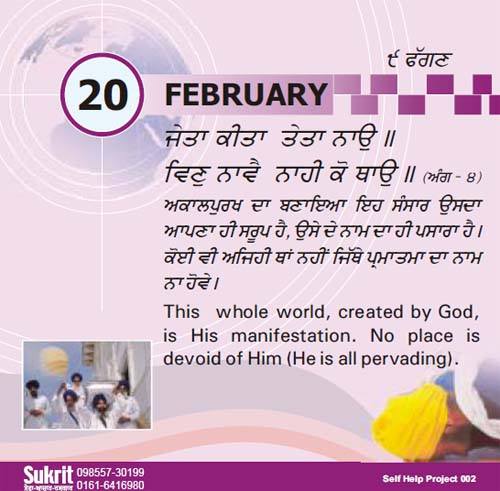 ੯ ਫੱਗਣ
20 FEBRUARY
ਜੇਤਾ ਕੀਤਾ ਤੇਤਾ ਨਾਉ ॥
ਵਿਣੁ ਨਾਵੈ ਨਾਹੀ ਕੋ ਥਾਉ ॥ (ਅੰਗ - ੪)
ਅਕਾਲਪੁਰਖ ਦਾ ਬਣਾਇਆ ਇਹ ਸੰਸਾਰ ਉਸਦਾ
ਆਪਣਾ ਹੀ ਸਰੂਪ ਹੈ, ਉਸੇ ਦੇ ਨਾਮ ਦਾ ਹੀ ਪਸਾਰਾ ਹੈ।
ਕੋਈ ਵੀ ਅਜਿਹੀ ਥਾਂ ਨਹੀਂ ਜਿੱਥੇ ਪ੍ਰਮਾਤਮਾ ਦਾ ਨਾਮ
ਨਾ ਹੋਵੇ।
This whole world, created by God,
is His manifestation. No place is
devoid of Him (He is all pervading).
Sukrit 098557-30199
0161-6416980
Self Help Project 002